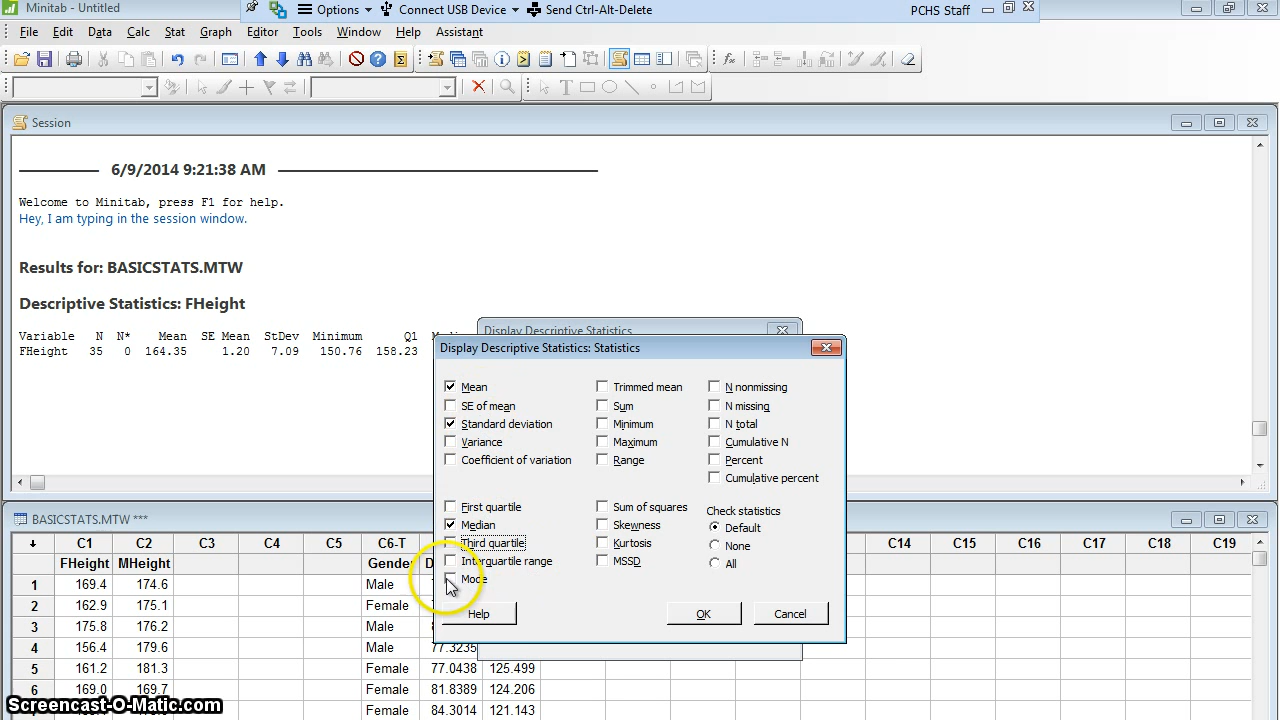 Minitab - Untitled
Options
Connect USB Device
Send Ctrl-Alt-Delete
PCHS Staff
File Edit Data Calc Stat Graph Editor Tools Window Help Assistant
Session
6/9/2014 9:21:38 AM
Welcome to Minitab, press F1 for help.
Hey, I am typing in the session window.
Results for: BASICSTATS.MTW
Descriptive Statistics: FHeight
Variable N N* Mean SE Mean StDev Minimum Q1
FHeight 35 0 164.35 1.20 7.09 150.76 158.23
Display Descriptive Statistics
Display Descriptive Statistics: Statistics
Mean Trimmed mean N nonmissing
SE of mean Sum N missing
Standard deviation Minimum N total
Variance Maximum Cumulative N
Coefficient of variation Range Percent
Cumulative percent
First quartile Sum of squares Check statistics
Median Skewness Default
Third quartile Kurtosis None
Interquartile range MSSD All
Mode
Help OK Cancel
BASICSTATS.MTW ***
C1 C2 C3 C4 C5 C6-T C14 C15 C16 C17 C18 C19
FHeight MHeight Gender
1 169.4 174.6 Male
2 162.9 175.1 Female
3 175.8 176.2 Male
4 156.4 179.6 Male 77.3235
5 161.2 181.3 Female 77.0438 125.499
6 169.0 169.7 Female 81.8389 124.206
Female 84.3014 121.143
Screencast-O-Matic.com